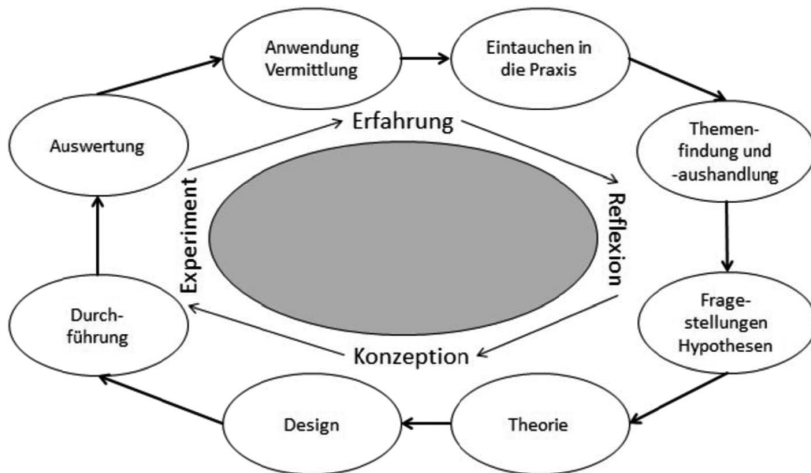 Anwendung
Vermittlung
Eintauchen in
die Praxis
Themen-
findung und
-aushandlung
Frage-
stellungen
Hypothesen
Theorie
Design
Durch-
führung
Auswertung
Erfahrung
Reflexion
Konzeption
Experiment